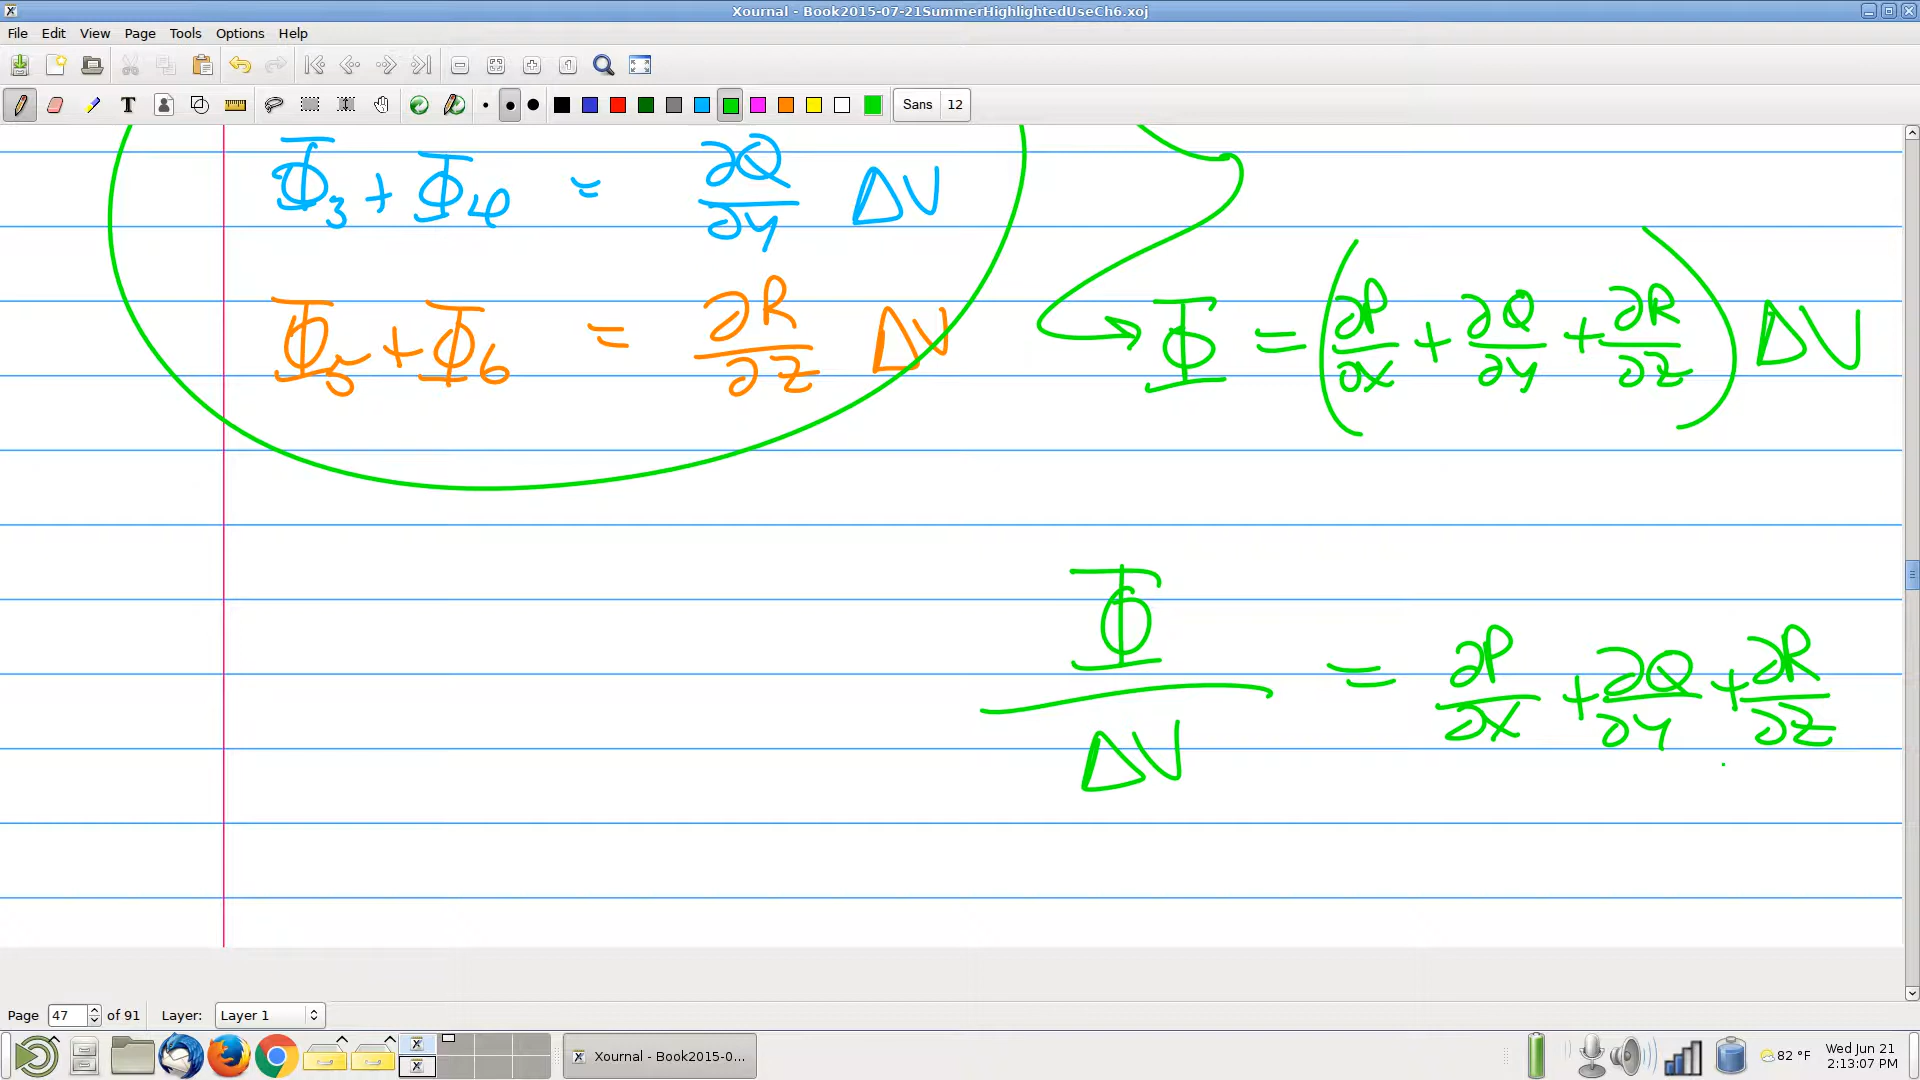 Xournal - Book2015-07-21SummerHighlightedUseCh6.xoj
File Edit View Page Tools Options Help
Sans 12
Φ₃ + Φ₄ = ∂Q/∂y ΔV
Φ₅ + Φ₆ = ∂R/∂z ΔV
Φ = (∂P/∂x + ∂Q/∂y + ∂R/∂z) ΔV
Φ/ΔV = ∂P/∂x + ∂Q/∂y + ∂R/∂z
Page 47 of 91 Layer: Layer 1
Xournal - Book2015-0...
82 °F
Wed Jun 21
2:13:07 PM